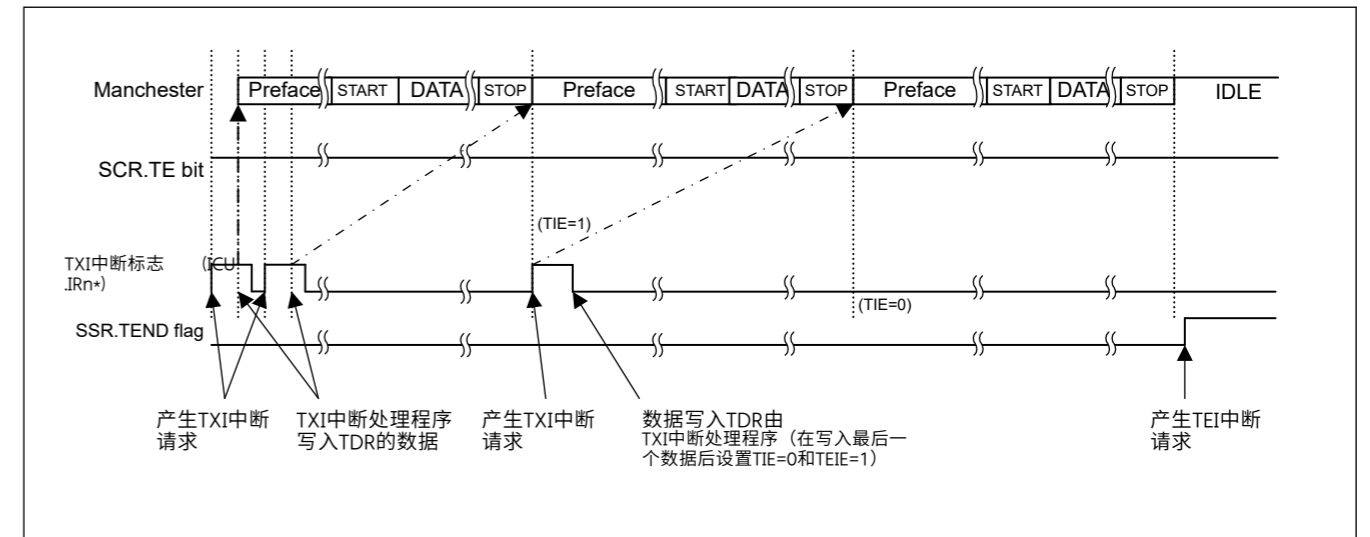 Manchester Preface START DATA STOP Preface START DATA STOP Preface START DATA STOP IDLE
SCR.TE bit
(TIE=1)
TXI中断标志 (ICU
.IRn*)
(TIE=0)
SSR.TEND flag
产生TXI中断
请求
TXI中断处理程序
写入TDR的数据
产生TXI中断
请求
数据写入TDR由
TXI中断处理程序（在写入最后一
个数据后设置TIE=0和TEIE=1）
产生TEI中断
请求